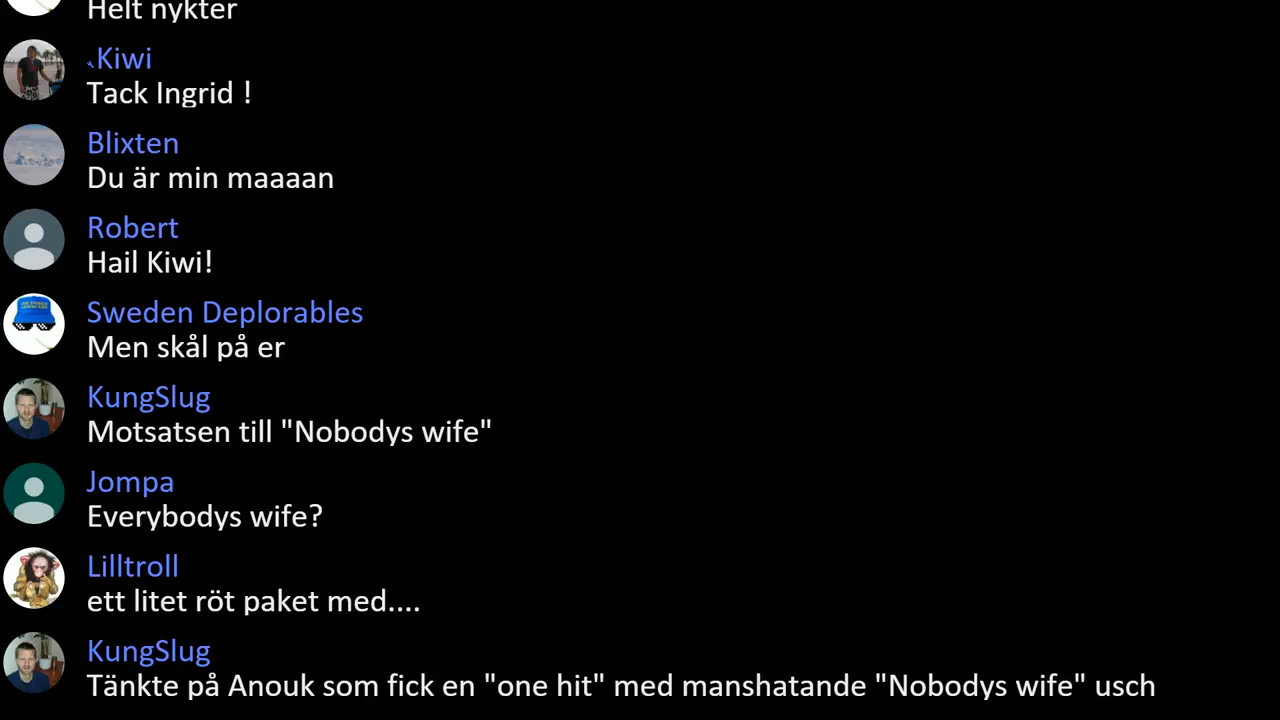 Helt nykter
Kiwi
Tack Ingrid !
Blixten
Du är min maaaan
Robert
Hail Kiwi!
Sweden Deplorables
Men skål på er
KungSlug
Motsatsen till "Nobodys wife"
Jompa
Everybodys wife?
Lilltroll
ett litet röt paket med....
KungSlug
Tänkte på Anouk som fick en "one hit" med manshatande "Nobodys wife" usch